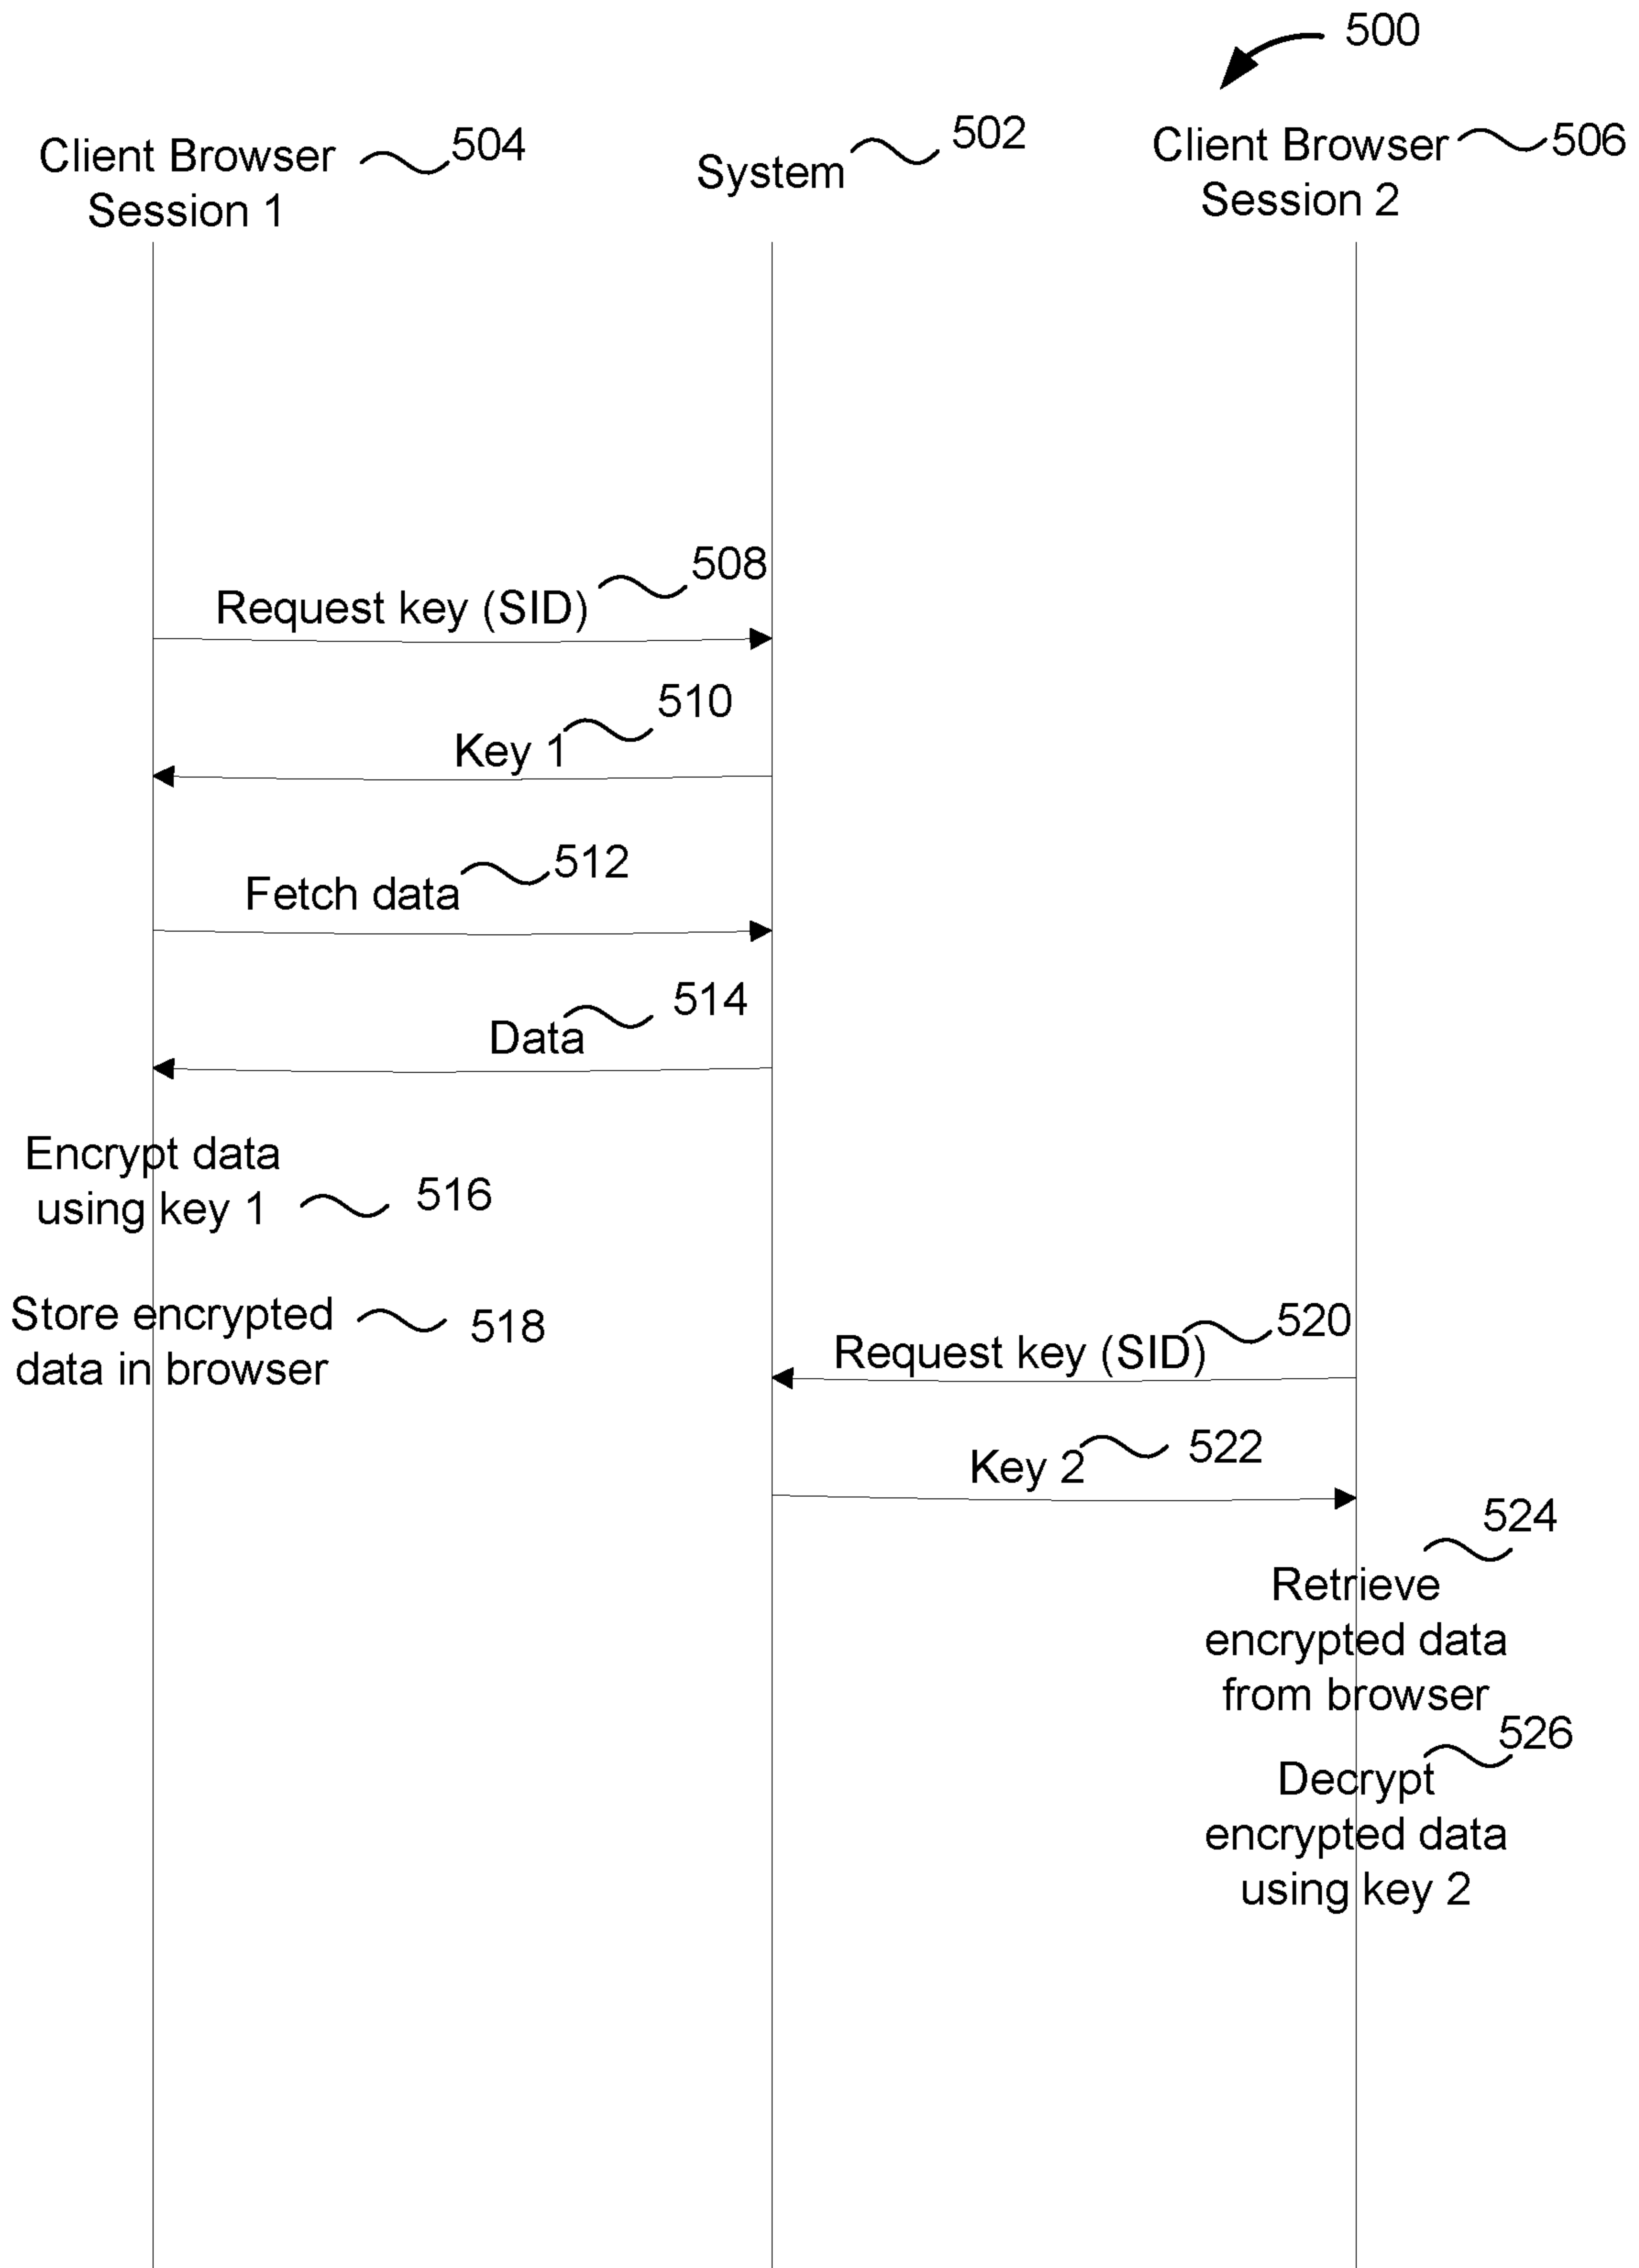 500
Client Browser 504
Session 1
System 502
Client Browser 506
Session 2
508
Request key (SID)
510
Key 1
512
Fetch data
514
Data
Encrypt data
using key 1 516
Store encrypted 518
data in browser
520
Request key (SID)
522
Key 2
524
Retrieve
encrypted data
from browser
526
Decrypt
encrypted data
using key 2